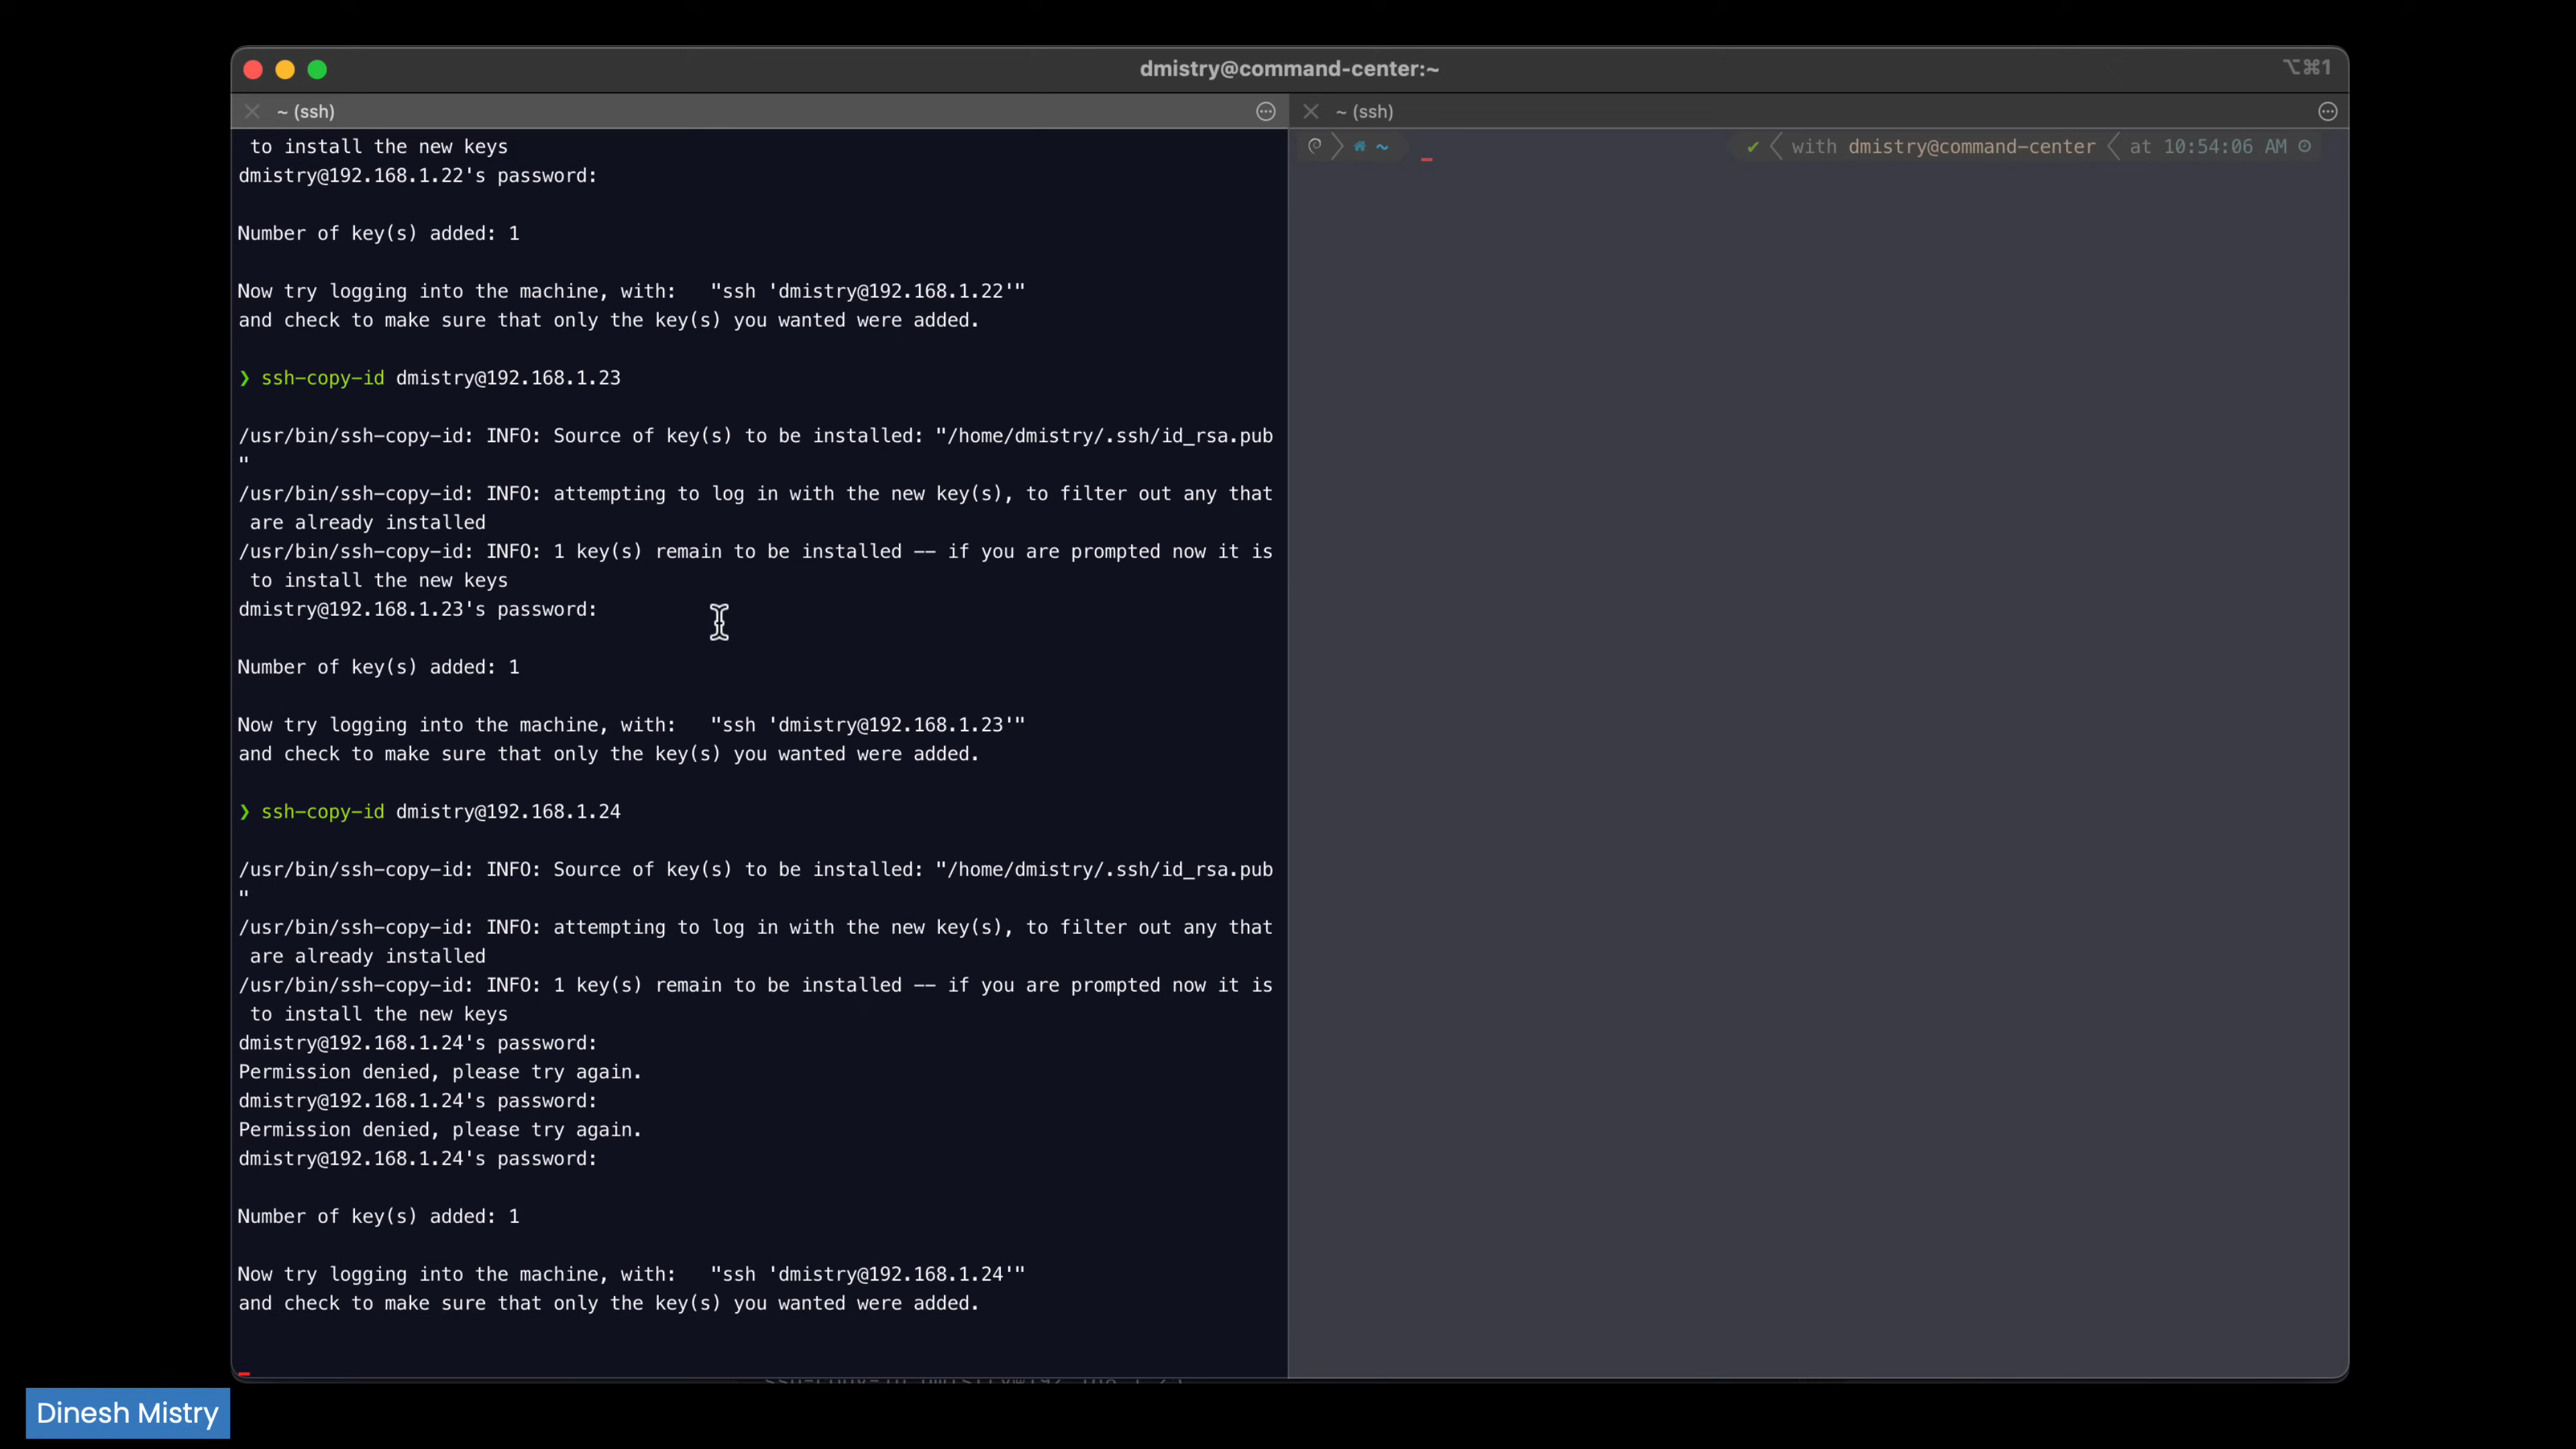 dmistry@command-center:~
⌥⌘1
~ (ssh)
to install the new keys
dmistry@192.168.1.22's password:
Number of key(s) added: 1
Now try logging into the machine, with:   "ssh 'dmistry@192.168.1.22'"
and check to make sure that only the key(s) you wanted were added.
❯ ssh-copy-id dmistry@192.168.1.23
/usr/bin/ssh-copy-id: INFO: Source of key(s) to be installed: "/home/dmistry/.ssh/id_rsa.pub
"
/usr/bin/ssh-copy-id: INFO: attempting to log in with the new key(s), to filter out any that
are already installed
/usr/bin/ssh-copy-id: INFO: 1 key(s) remain to be installed -- if you are prompted now it is
to install the new keys
dmistry@192.168.1.23's password:
Number of key(s) added: 1
Now try logging into the machine, with:   "ssh 'dmistry@192.168.1.23'"
and check to make sure that only the key(s) you wanted were added.
❯ ssh-copy-id dmistry@192.168.1.24
/usr/bin/ssh-copy-id: INFO: Source of key(s) to be installed: "/home/dmistry/.ssh/id_rsa.pub
"
/usr/bin/ssh-copy-id: INFO: attempting to log in with the new key(s), to filter out any that
are already installed
/usr/bin/ssh-copy-id: INFO: 1 key(s) remain to be installed -- if you are prompted now it is
to install the new keys
dmistry@192.168.1.24's password:
Permission denied, please try again.
dmistry@192.168.1.24's password:
Permission denied, please try again.
dmistry@192.168.1.24's password:
Number of key(s) added: 1
Now try logging into the machine, with:   "ssh 'dmistry@192.168.1.24'"
and check to make sure that only the key(s) you wanted were added.
~ (ssh)
~ ✔ with dmistry@command-center at 10:54:06 AM
Dinesh Mistry